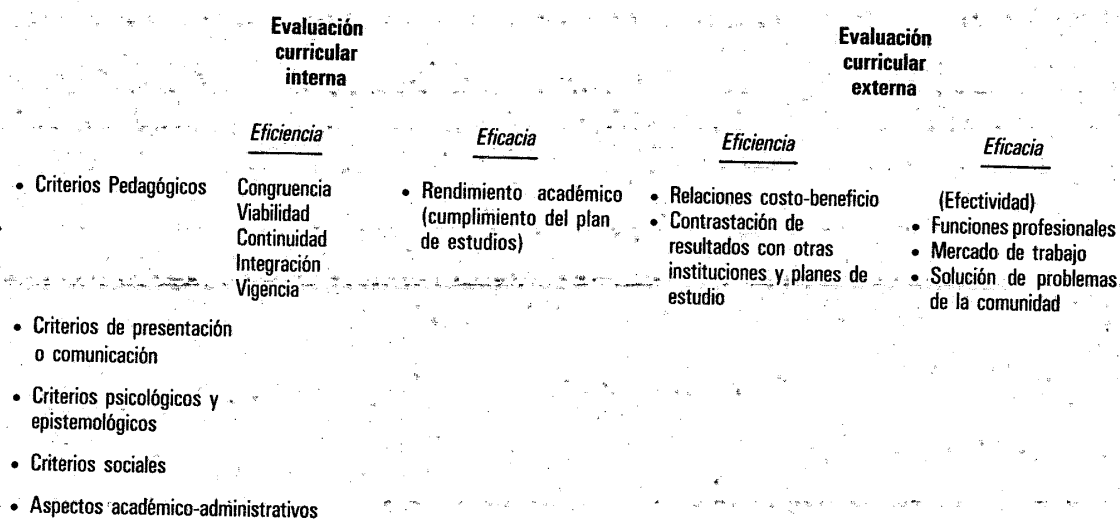 Evaluación
curricular
interna
Evaluación
curricular
externa
Eficiencia
Eficacia
Eficiencia
Eficacia
• Criterios Pedagógicos
Congruencia
Viabilidad
Continuidad
Integración
Vigencia
• Rendimiento académico
(cumplimiento del plan
de estudios)
• Relaciones costo-beneficio
• Contrastación de
resultados con otras
instituciones y planes de
estudio
(Efectividad)
• Funciones profesionales
• Mercado de trabajo
• Solución de problemas
de la comunidad
• Criterios de presentación
o comunicación
• Criterios psicológicos y
epistemológicos
• Criterios sociales
• Aspectos académico-administrativos